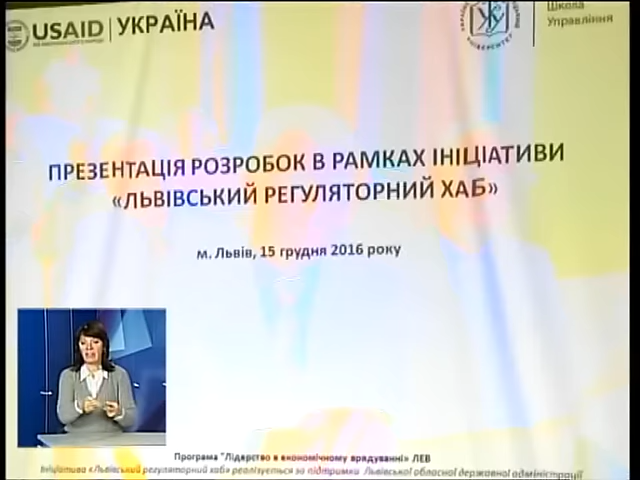 USAID | УКРАЇНА
Школа
Управління
УНІВЕРСИТЕТ
ПРЕЗЕНТАЦІЯ РОЗРОБОК В РАМКАХ ІНІЦІАТИВИ
«ЛЬВІВСЬКИЙ РЕГУЛЯТОРНИЙ ХАБ»
м. Львів, 15 грудня 2016 року
Програма "Лідерство в економічному врядуванні» ЛЕВ
Ініціатива «Львівський регуляторний хаб» реалізується за підтримки Львівської обласної державної адміністрації